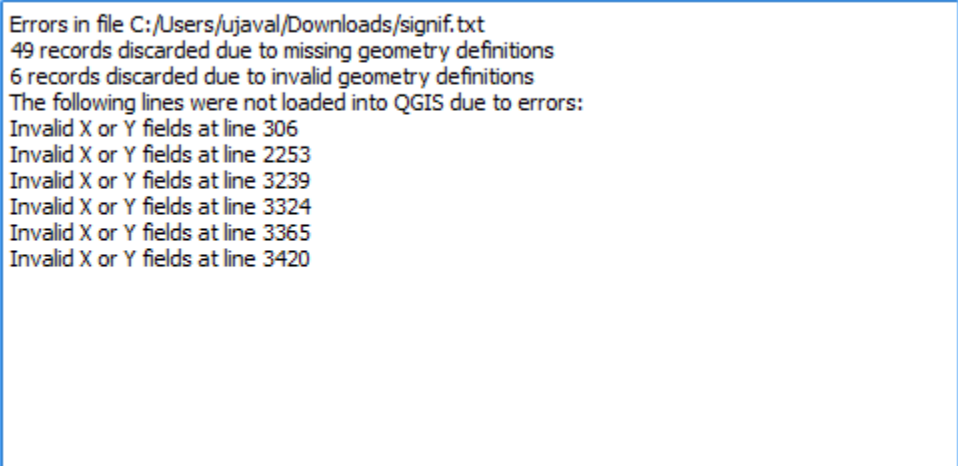 Errors in file C:/Users/ujaval/Downloads/signif.txt
49 records discarded due to missing geometry definitions
6 records discarded due to invalid geometry definitions
The following lines were not loaded into QGIS due to errors:
Invalid X or Y fields at line 306
Invalid X or Y fields at line 2253
Invalid X or Y fields at line 3239
Invalid X or Y fields at line 3324
Invalid X or Y fields at line 3365
Invalid X or Y fields at line 3420